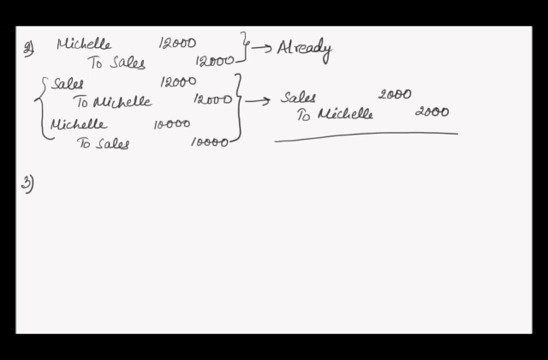 2) Michelle 12000
To Sales 12000 } → Already
{ Sales 12000
To Michelle 12000
Michelle 10000
To Sales 10000 } →
Sales 2000
To Michelle 2000
3)